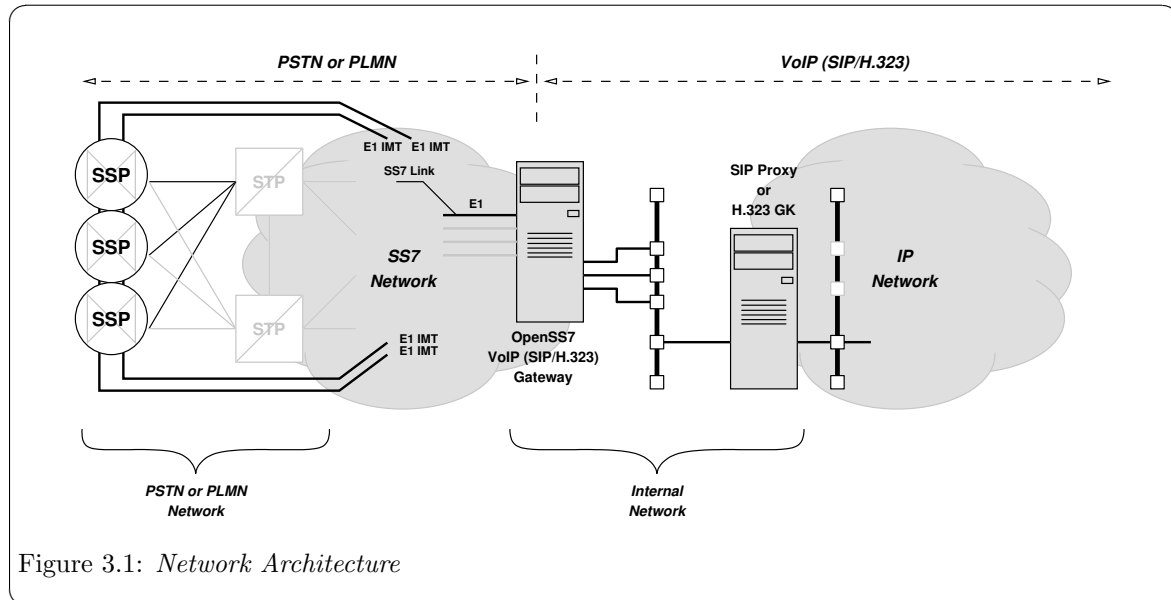 PSTN or PLMN
VoIP (SIP/H.323)
E1 IMT E1 IMT
SS7 Link
E1
SSP
STP
SSP
SSP
STP
SS7
Network
SIP Proxy
or
H.323 GK
IP
Network
E1 IMT
E1 IMT
OpenSS7
VoIP (SIP/H.323)
Gateway
PSTN or PLMN
Network
Internal
Network
Figure 3.1: Network Architecture